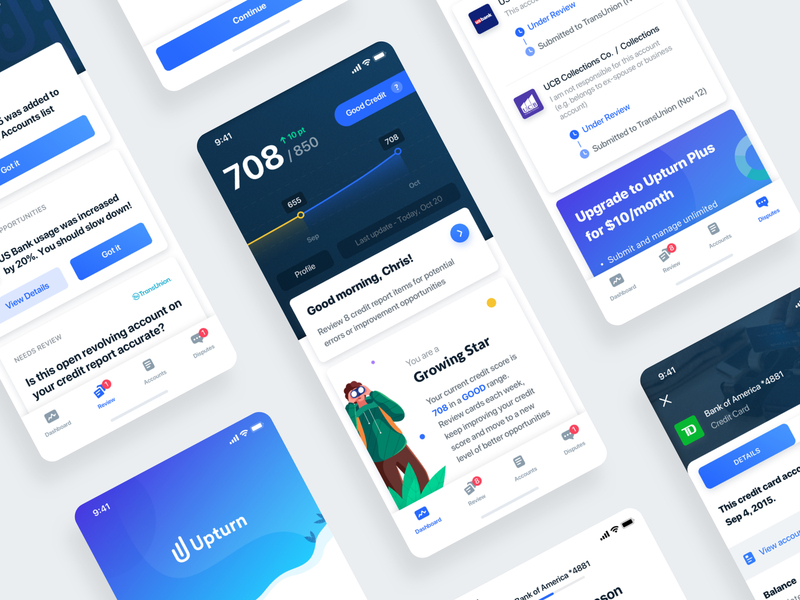 Continue
was added to
Accounts list
Got it
US Bank usage was increased
by 20%. You should slow down!
View Details
Got it
TransUnion
NEEDS REVIEW
Is this open revolving account on
your credit report accurate?
1
1
Dashboard
Review
Accounts
Disputes
9:41
Upturn
9:41
708 / 850
10 pt
Good Credit
?
655
708
Sep
Oct
Profile
Last update - Today, Oct 20
Good morning, Chris!
Review 8 credit report items for potential
errors or improvement opportunities
You are a
Growing Star
Your current credit score is
708 in a GOOD range.
Review cards each week,
keep improving your credit
score and move to a new
level of better opportunities
8
1
Dashboard
Review
Accounts
Disputes
This accou
Under Review
Submitted to TransUnion (Nov
UCB Collections Co. / Collections
I am not responsible for this account
(e.g. belongs to ex-spouse or business
account)
Under Review
Submitted to TransUnion (Nov 12)
Upgrade to Upturn Plus
for $10/month
• Submit and manage unlimited
8
Dashboard
Review
Accounts
Disputes
9:41
TD
Bank of America *4881
Credit Card
DETAILS
This credit card acco
Sep 4, 2015.
View accou
Balance
Bank of America *4881